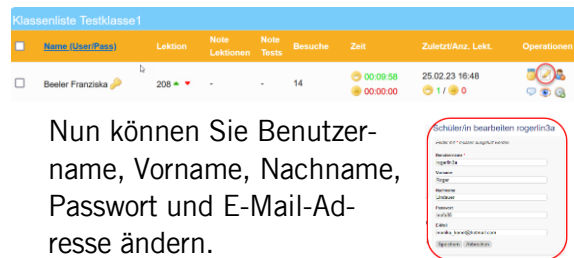 Klassenliste Testklasse1
Name (User/Pass) Lektion Note Lektionen Note Tests Besuche Zeit Zuletzt/Anz. Lekt. Operationen
Beeler Franziska 208 - - 14 00:09:58 25.02.23 16:48
00:00:00 1 / 0
Nun können Sie Benutzer-
name, Vorname, Nachname,
Passwort und E-Mail-Ad-
resse ändern.
Schüler/in bearbeiten rogerlin3a
Benutzername *
rogerlin3a
Vorname
Roger
Nachname
Lindauer
Passwort
E-Mail
Speichern Abbrechen